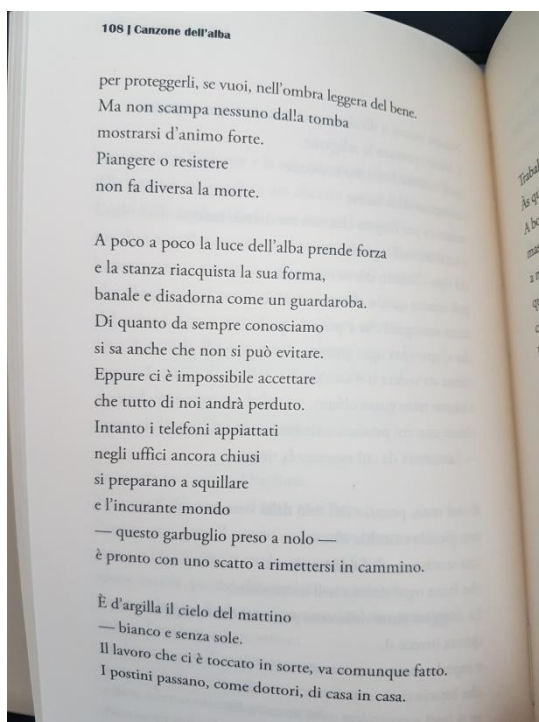 108 | Canzone dell'alba
per proteggerli, se vuoi, nell'ombra leggera del bene.
Ma non scampa nessuno dalla tomba
mostrarsi d'animo forte.
Piangere o resistere
non fa diversa la morte.
A poco a poco la luce dell'alba prende forza
e la stanza riacquista la sua forma,
banale e disadorna come un guardaroba.
Di quanto da sempre conosciamo
si sa anche che non si può evitare.
Eppure ci è impossibile accettare
che tutto di noi andrà perduto.
Intanto i telefoni appiattati
negli uffici ancora chiusi
si preparano a squillare
e l'incurante mondo
— questo garbuglio preso a nolo —
è pronto con uno scatto a rimettersi in cammino.
È d'argilla il cielo del mattino
— bianco e senza sole.
Il lavoro che ci è toccato in sorte, va comunque fatto.
I postini passano, come dottori, di casa in casa.